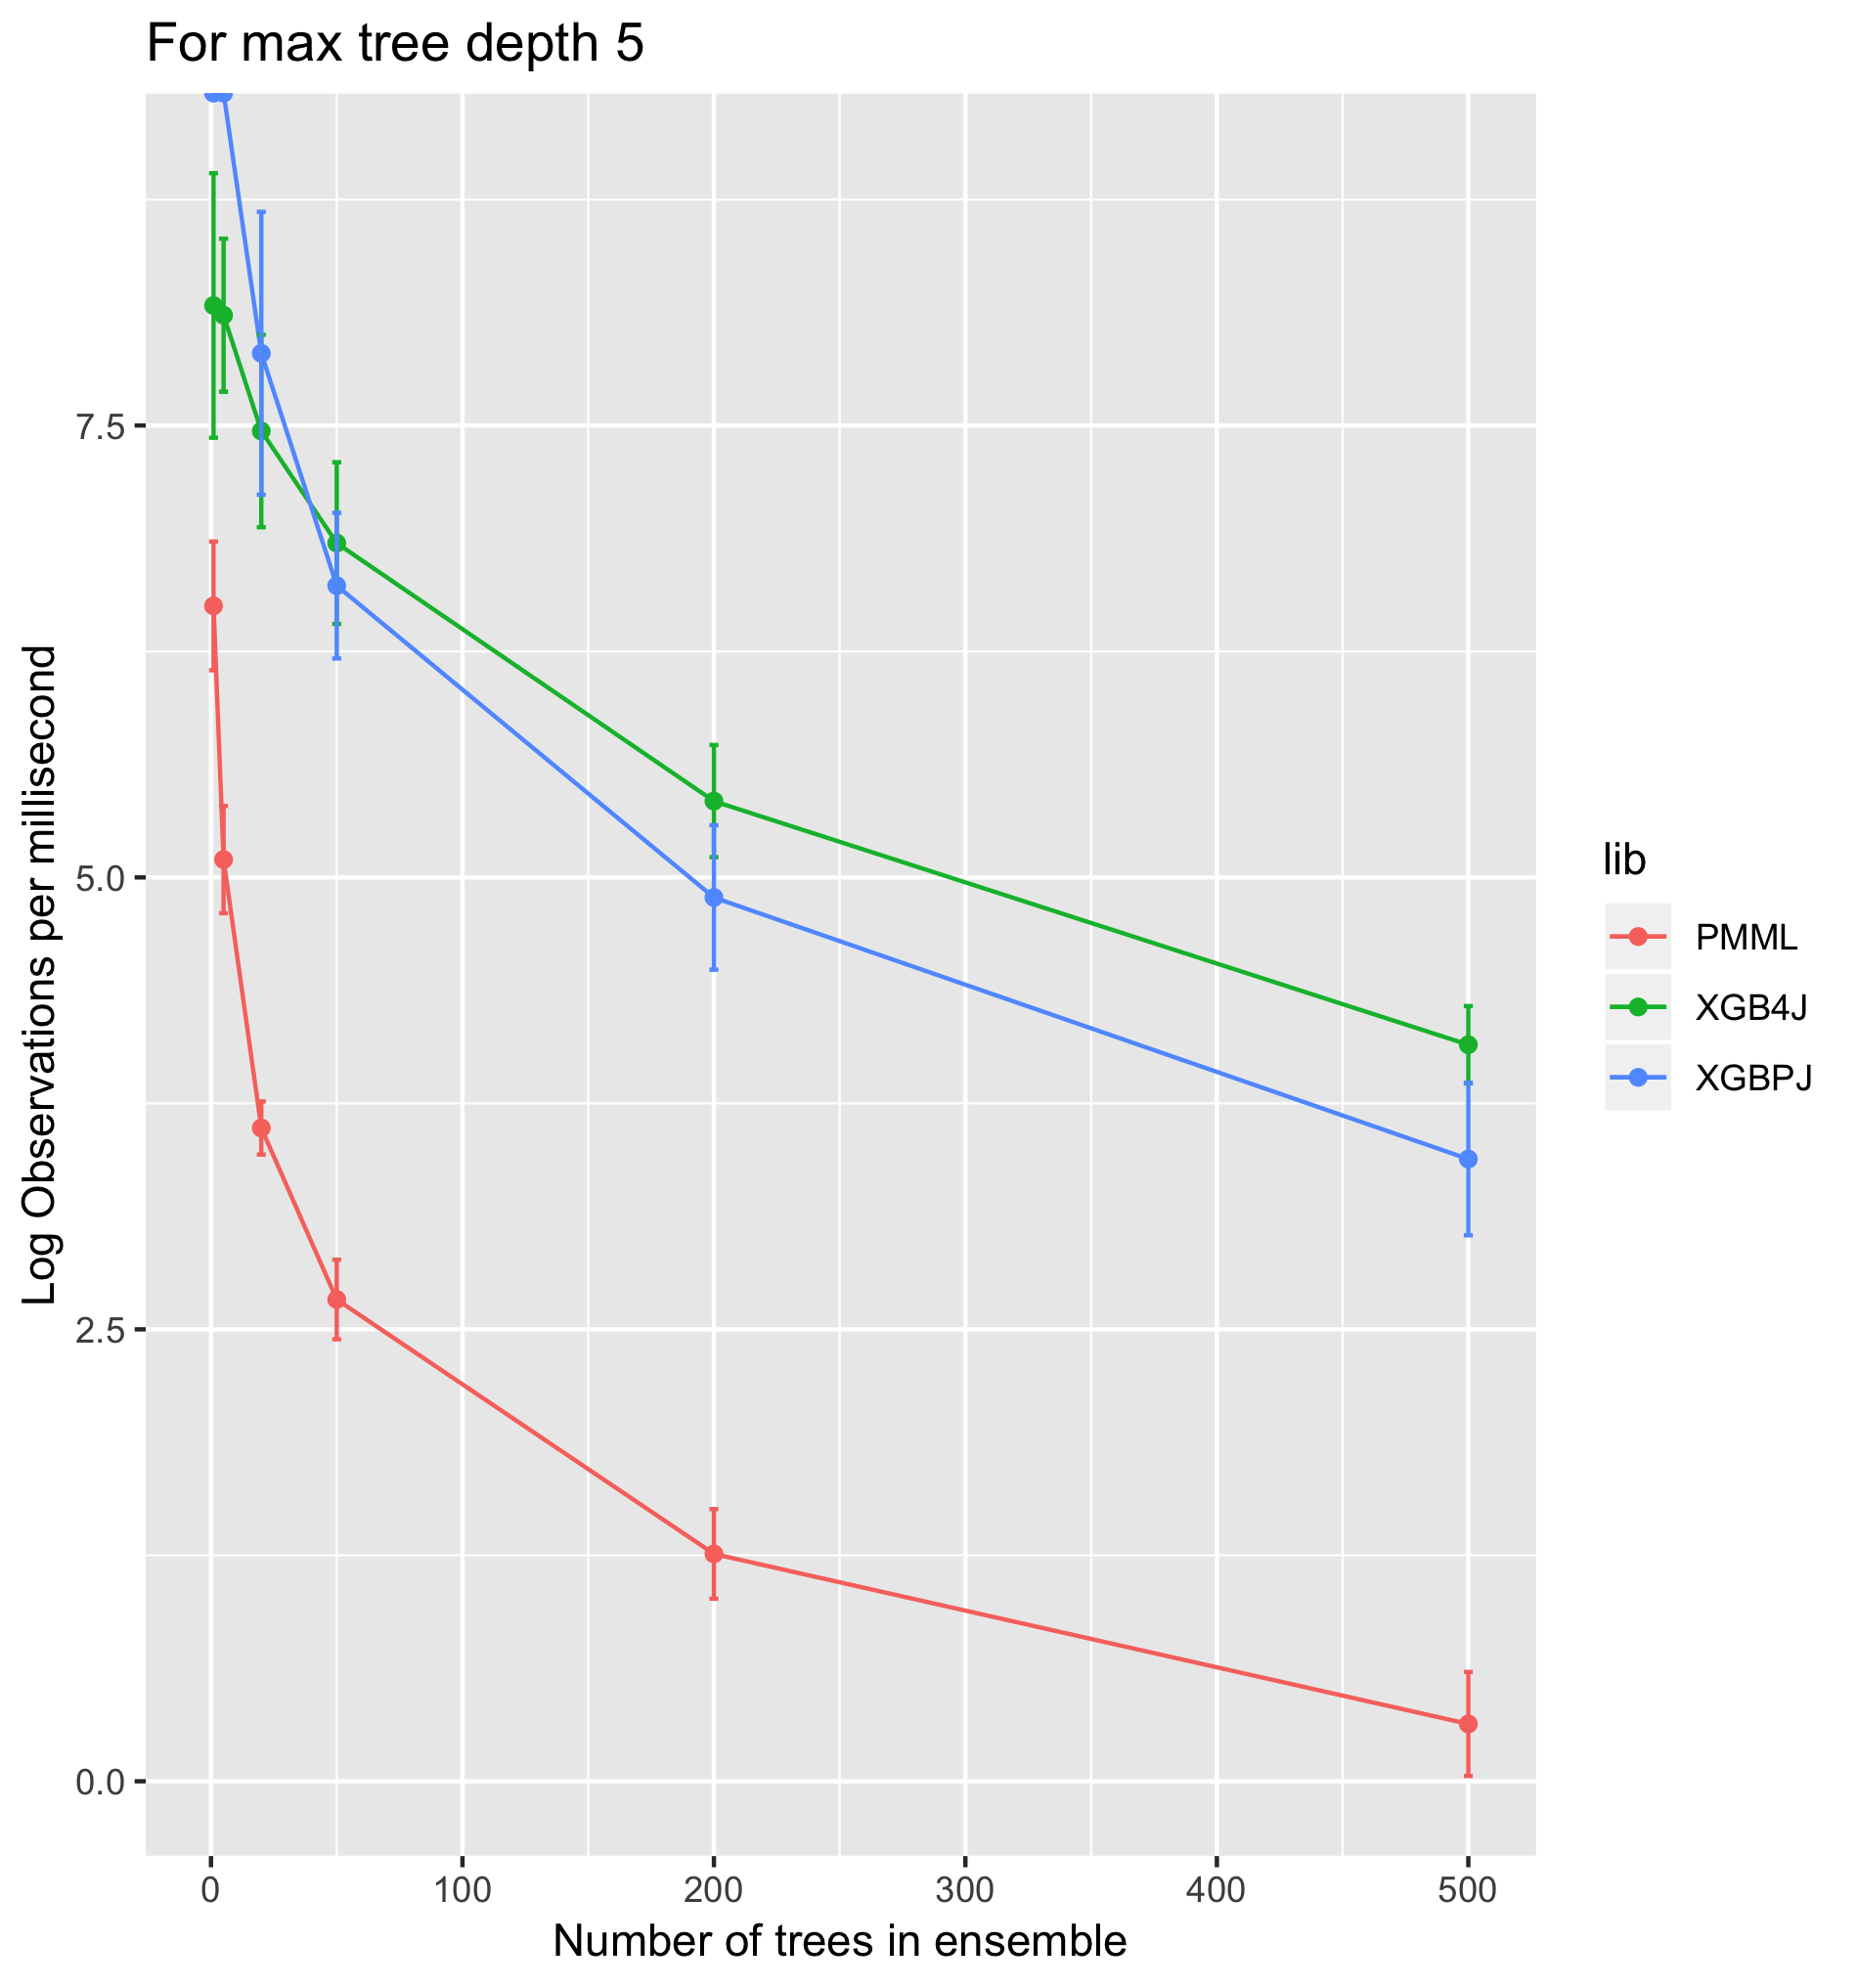 For max tree depth 5
Log Observations per millisecond
7.5
5.0
2.5
0.0
0 100 200 300 400 500
Number of trees in ensemble
lib
PMML
XGB4J
XGBPJ